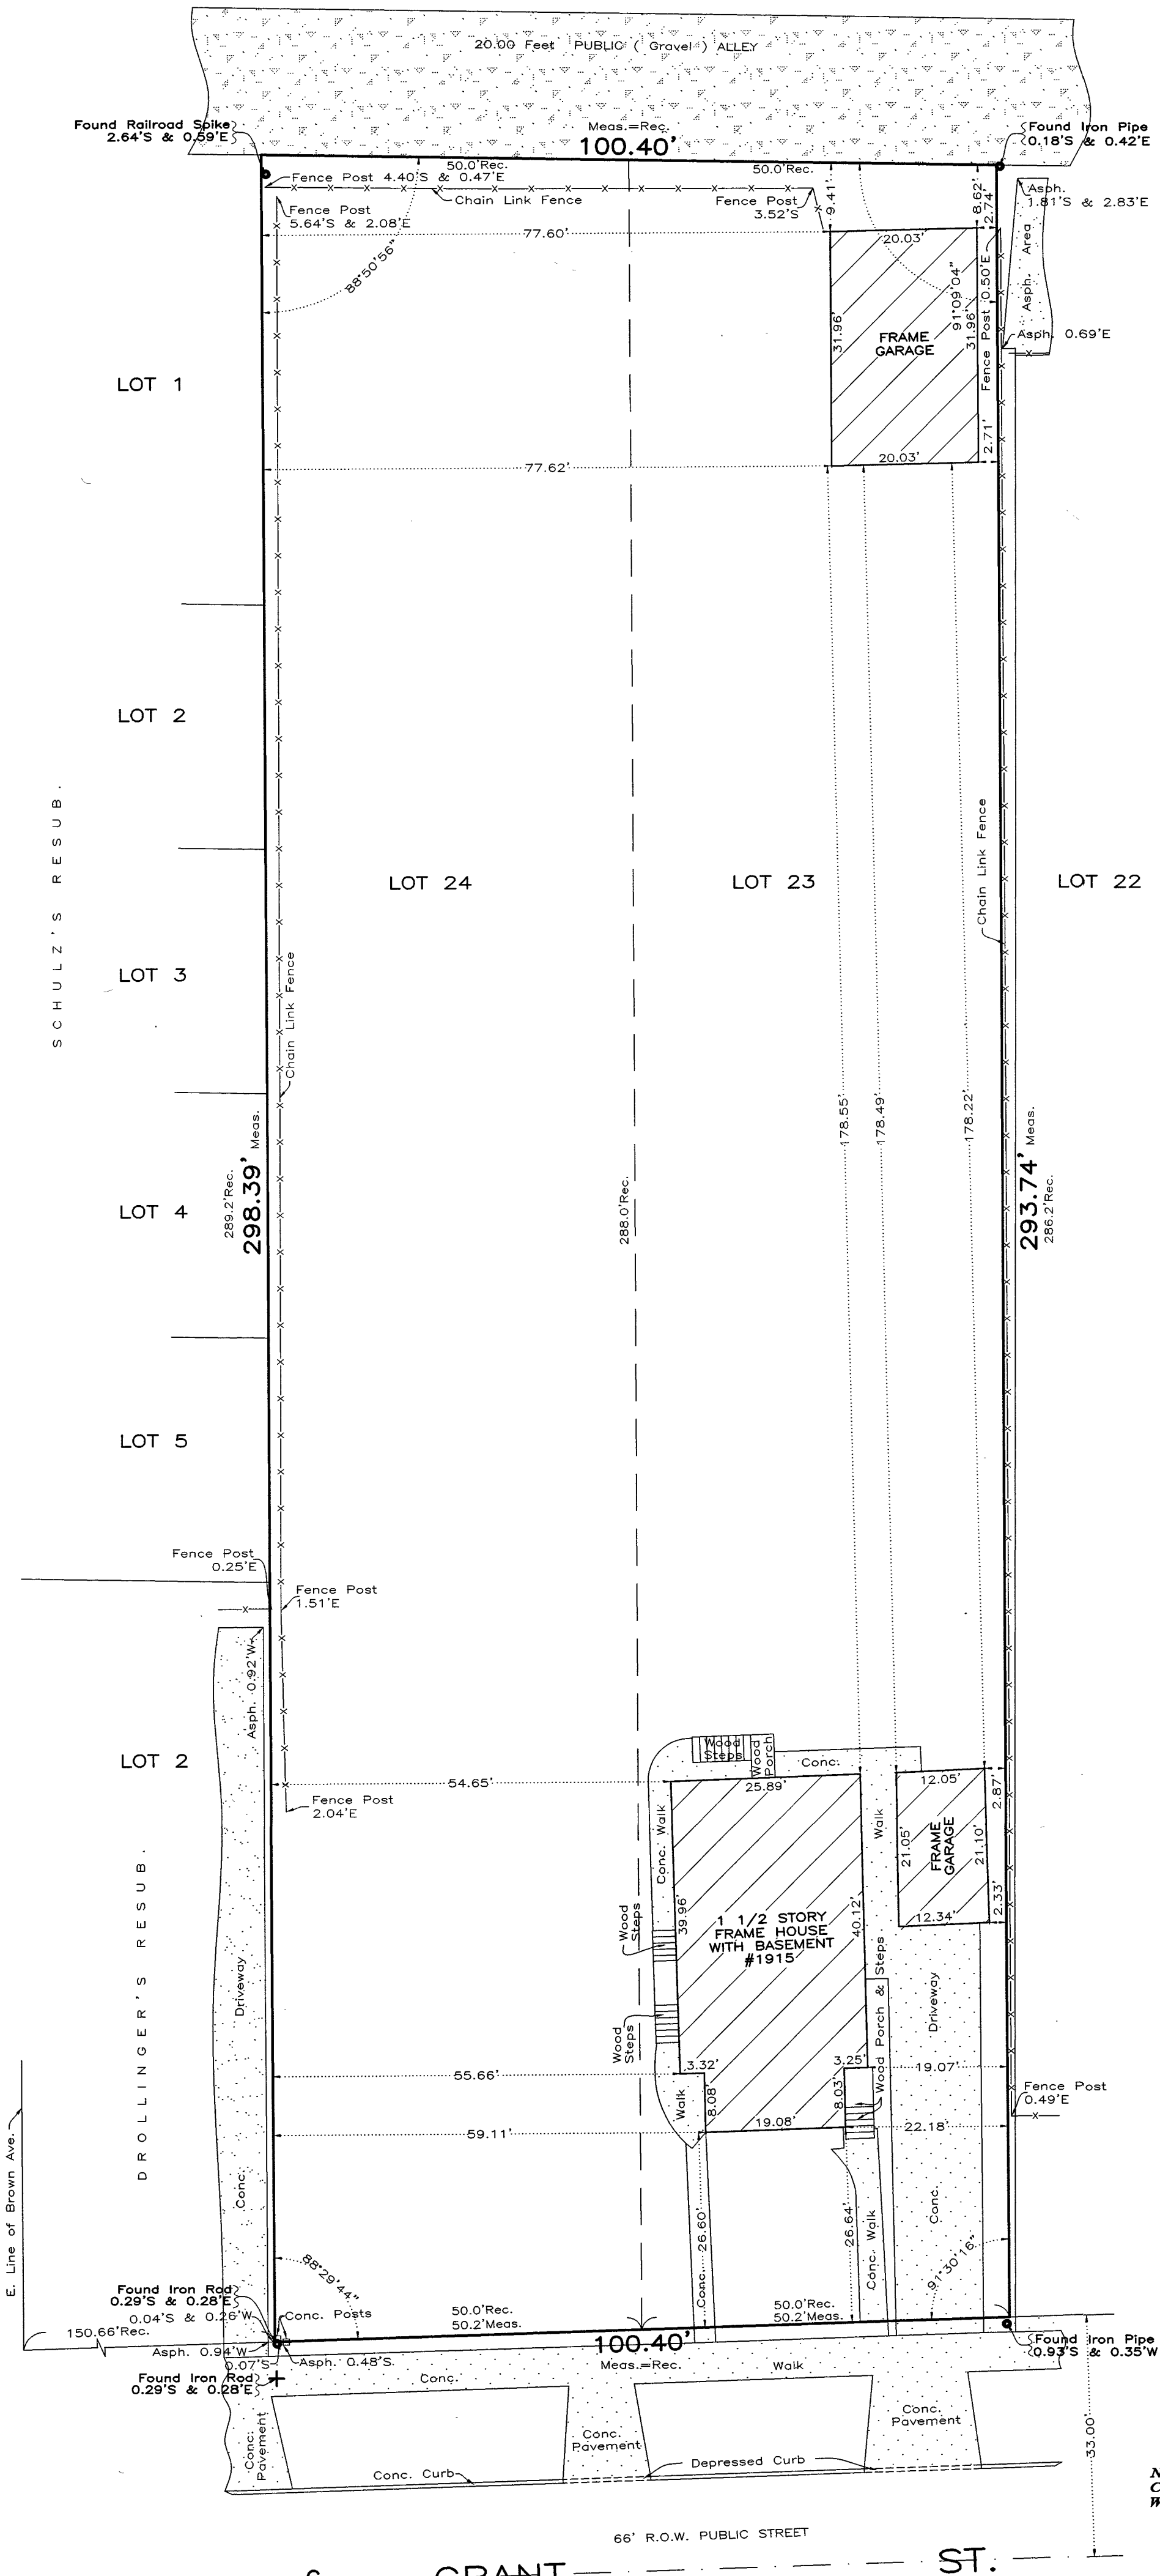 20.00 Feet PUBLIC ( Gravel ) ALLEY
Found Railroad Spike
2.64'S & 0.59'E
Meas.=Rec.
100.40'
Found Iron Pipe
0.18'S & 0.42'E
50.0'Rec.
50.0'Rec.
Fence Post 4.40'S & 0.47'E
Chain Link Fence
Fence Post
3.52'S
9.41'
8.62'
2.74'
Asph.
1.81'S & 2.83'E
Fence Post
5.64'S & 2.08'E
77.60'
20.03'
88°50'56"
91°09'04"
31.96'
31.96'
FRAME
GARAGE
Fence Post 0.50'E
Asph. Area
Asph. 0.69'E
LOT 1
2.71'
77.62'
20.03'
LOT 2
SCHULZ'S RESUB.
LOT 24
LOT 23
LOT 22
Chain Link Fence
LOT 3
Chain Link Fence
178.55'
178.49'
178.22'
289.2'Rec.
298.39' Meas.
288.0'Rec.
293.74' Meas.
286.2'Rec.
LOT 4
LOT 5
Fence Post
0.25'E
Fence Post
1.51'E
Asph. 0.92'W
LOT 2
Wood
Steps
Wood
Porch
Conc.
54.65'
25.89'
12.05'
2.87'
Fence Post
2.04'E
Conc. Walk
Walk
21.05'
FRAME
GARAGE
21.10'
DROLLINGER'S RESUB.
39.96'
40.12'
12.34'
2.33'
Wood
Steps
1 1/2 STORY
FRAME HOUSE
WITH BASEMENT
#1915
Driveway
Wood
Steps
Wood Porch & Steps
Driveway
3.32'
3.25'
19.07'
55.66'
Walk
8.08'
8.03'
Fence Post
0.49'E
59.11'
19.08'
22.18'
E. Line of Brown Ave.
Conc.
26.60'
26.64'
Conc. Walk
Conc.
Conc.
88°29'44"
91°30'16"
Found Iron Rod
0.29'S & 0.28'E
0.04'S & 0.26'W
Conc. Posts
150.66'Rec.
50.0'Rec.
50.2'Meas.
50.0'Rec.
50.2'Meas.
100.40'
Meas.=Rec.
Asph. 0.94'W
0.07'S
Asph. 0.48'S
Found Iron Pipe
0.93'S & 0.35'W
Found Iron Rod
0.29'S & 0.28'E
Conc.
Walk
Conc.
Pavement
Conc.
Pavement
Conc.
Pavement
Conc. Curb
Depressed Curb
33.00'
N
C
W
66' R.O.W. PUBLIC STREET
GRANT ST.